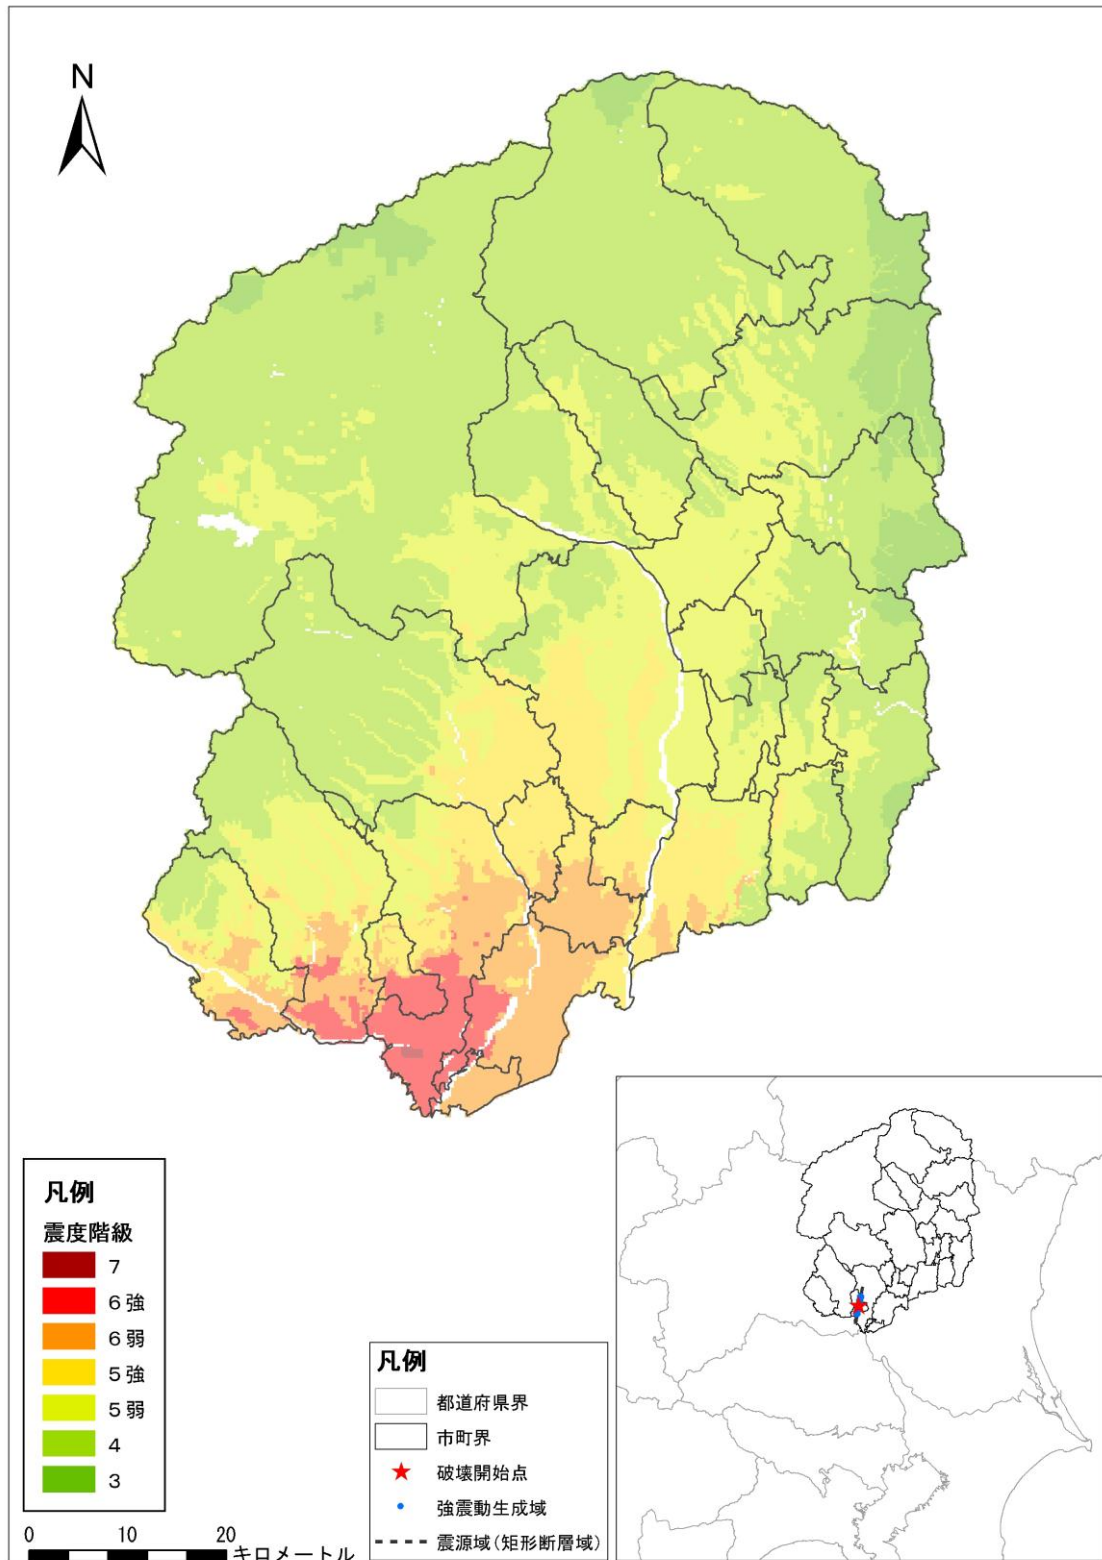 N
凡例
震度階級
7
6強
6弱
5強
5弱
4
3
0 10 20
キロメートル
凡例
都道府県界
市町界
破壊開始点
強震動生成域
震源域(矩形断層域)